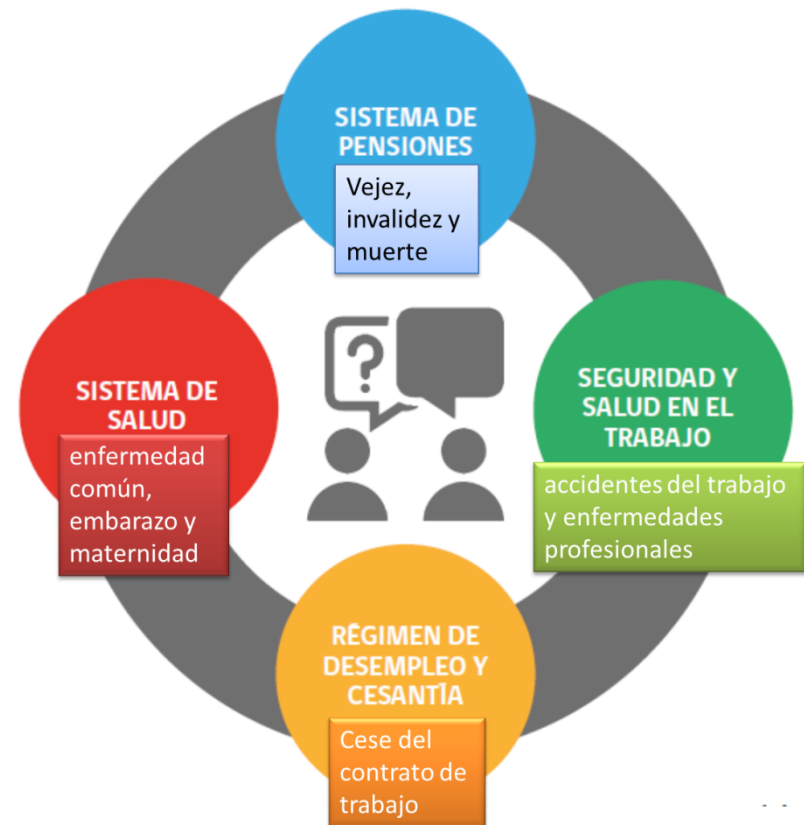 SISTEMA DE
PENSIONES
Vejez,
invalidez y
muerte
?
SISTEMA DE
SALUD
enfermedad
común,
embarazo y
maternidad
SEGURIDAD Y
SALUD EN EL
TRABAJO
accidentes del trabajo
y enfermedades
profesionales
RÉGIMEN DE
DESEMPLEO Y
CESANTÍA
Cese del
contrato de
trabajo